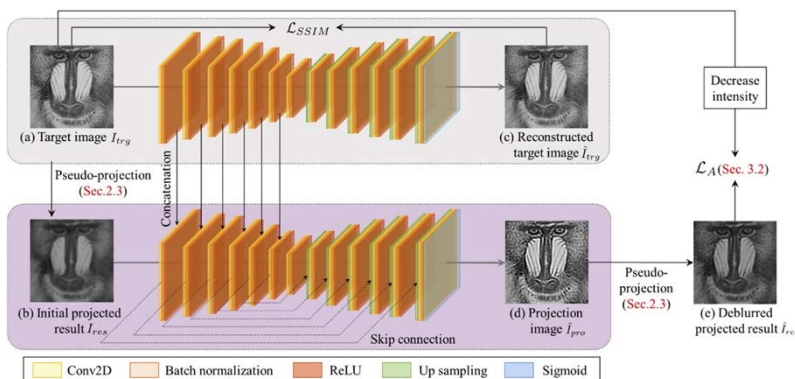 ℒ_SSIM
Decrease
intensity
(a) Target image I_trg
(c) Reconstructed
target image Î_trg
Pseudo-projection
(Sec.2.3)
Concatenation
ℒ_A(Sec. 3.2)
(b) Initial projected
result I_res
Skip connection
(d) Projection
image Î_pro
Pseudo-
projection
(Sec.2.3)
(e) Deblurred
projected result Î_re
Conv2D
Batch normalization
ReLU
Up sampling
Sigmoid